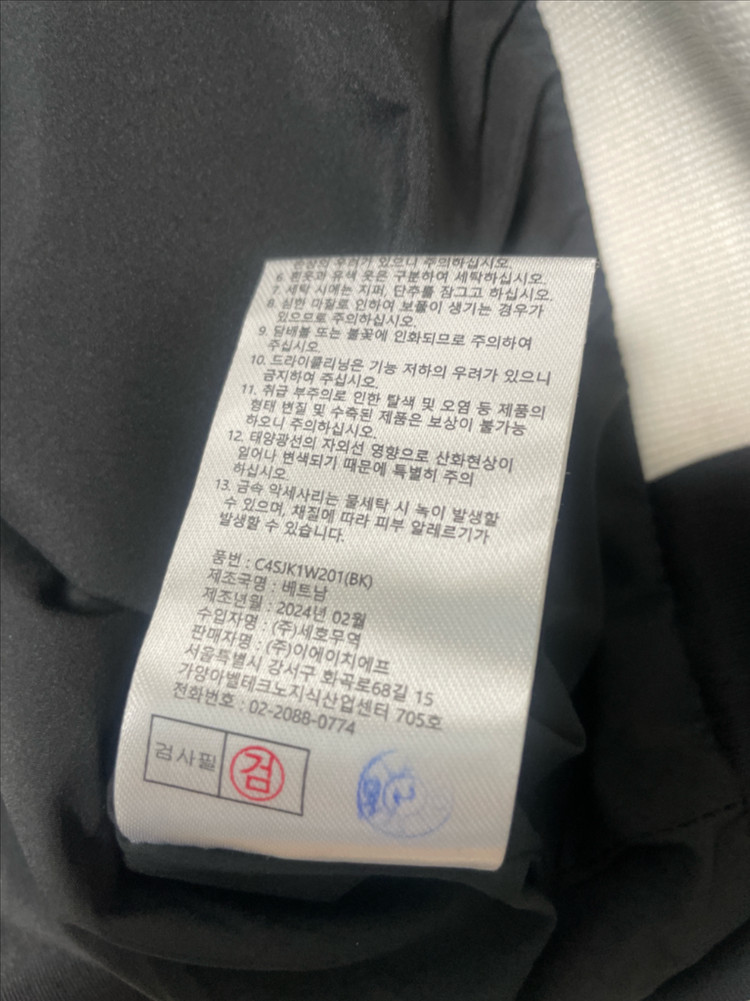 손상의 우려가 있으니 주의하십시오.
6. 흰옷과 유색 옷은 구분하여 세탁하십시오.
7. 세탁 시에는 지퍼, 단추를 잠그고 하십시오.
8. 심한 마찰로 인하여 보풀이 생기는 경우가
있으므로 주의하십시오.
9. 담배불 또는 불꽃에 인화되므로 주의하여
주십시오.
10. 드라이클리닝은 기능 저하의 우려가 있으니
금지하여 주십시오.
11. 취급 부주의로 인한 탈색 및 오염 등 제품의
형태 변질 및 수축된 제품은 보상이 불가능
하오니 주의하십시오.
12. 태양광선의 자외선 영향으로 산화현상이
일어나 변색되기 때문에 특별히 주의
하십시오.
13. 금속 악세사리는 물세탁 시 녹이 발생할
수 있으며, 재질에 따라 피부 알레르기가
발생할 수 있습니다.
품번 : C4SJK1W201(BK)
제조국명 : 베트남
제조년월 : 2024년 02월
수입자명 : (주)세호무역
판매자명 : (주)이에이치에프
서울특별시 강서구 화곡로68길 15
가양아벨테크노지식산업센터 705호
전화번호 : 02-2088-0774
검사필 검